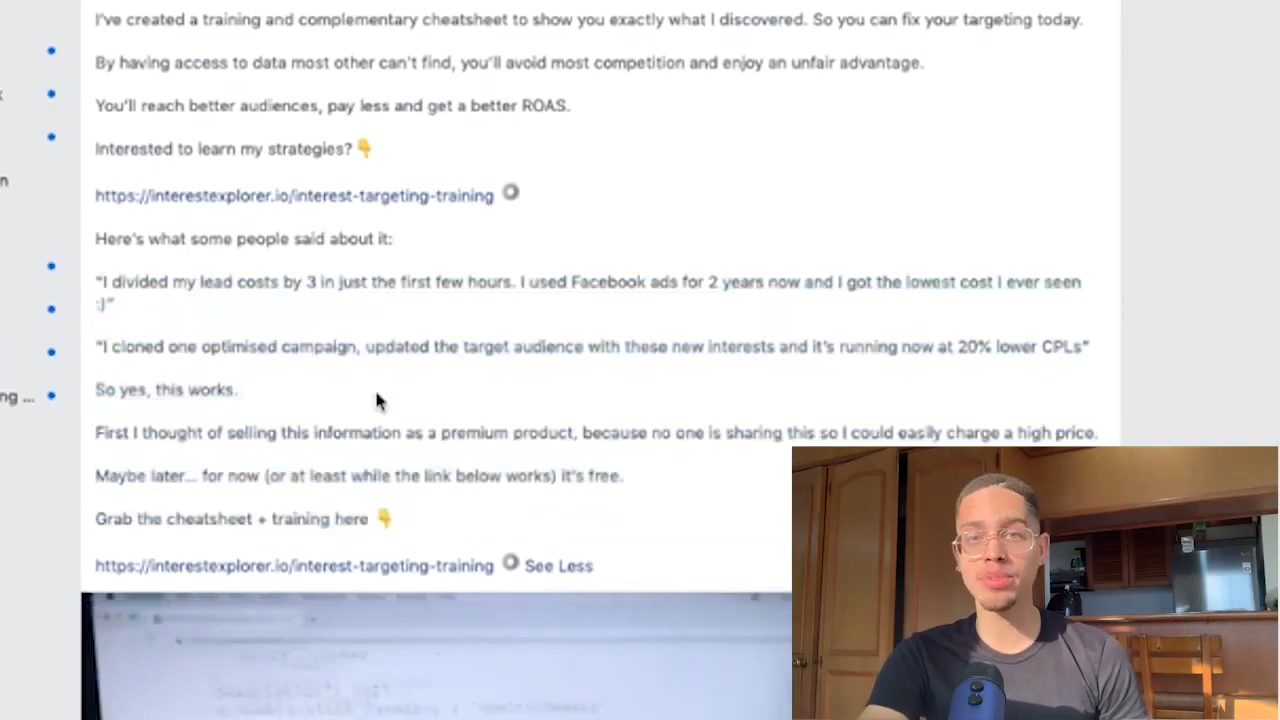 I've created a training and complementary cheatsheet to show you exactly what I discovered. So you can fix your targeting today.
By having access to data most other can't find, you'll avoid most competition and enjoy an unfair advantage.
You'll reach better audiences, pay less and get a better ROAS.
Interested to learn my strategies? 👇
n
https://interestexplorer.io/interest-targeting-training
Here's what some people said about it:
"I divided my lead costs by 3 in just the first few hours. I used Facebook ads for 2 years now and I got the lowest cost I ever seen
:)"
"I cloned one optimised campaign, updated the target audience with these new interests and it's running now at 20% lower CPLs"
So yes, this works.
ng ...
First I thought of selling this information as a premium product, because no one is sharing this so I could easily charge a high price.
Maybe later... for now (or at least while the link below works) it's free.
Grab the cheatsheet + training here 👇
https://interestexplorer.io/interest-targeting-training See Less